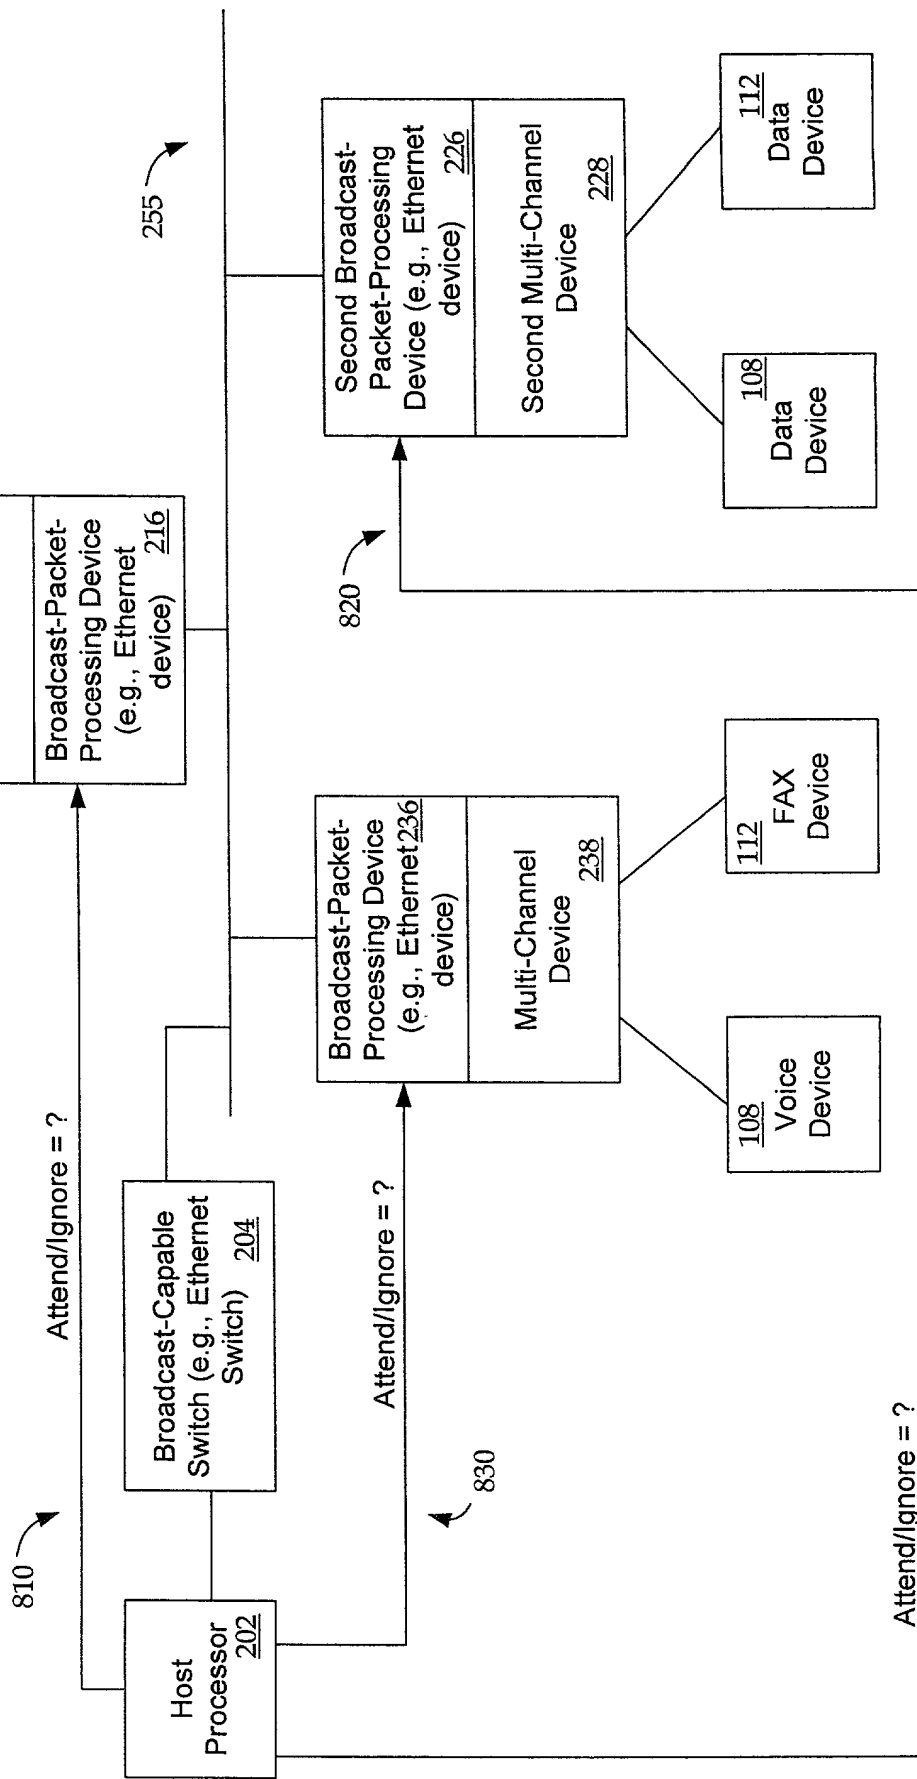 810
Attend/Ignore = ?
Broadcast-Packet-
Processing Device
(e.g., Ethernet
device)
216
255
Host
Processor
202
Broadcast-Capable
Switch (e.g., Ethernet
Switch)
204
Attend/Ignore = ?
830
Broadcast-Packet-
Processing Device
(e.g., Ethernet
236
device)
Multi-Channel
Device
238
108
Voice
Device
112
FAX
Device
820
Second Broadcast-
Packet-Processing
Device (e.g., Ethernet
device)
226
Second Multi-Channel
Device
228
108
Data
Device
112
Data
Device
Attend/Ignore = ?